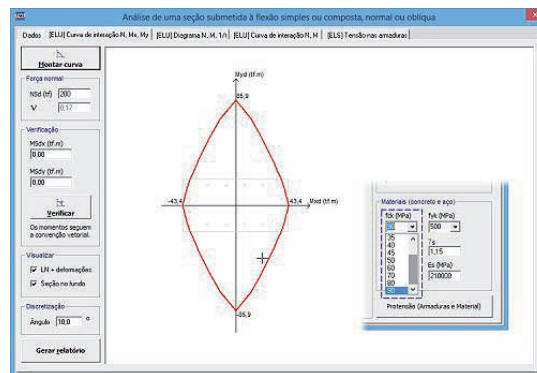 Análise de uma seção submetida à flexão simples ou composta, normal ou oblíqua
Dados
[ELU] Curva de interação N, Mx, My
[ELU] Diagrama N, M, 1/r
[ELU] Curva de interação N, M
[ELS] Tensão nas armaduras
Montar curva
Força normal
NSd (tf) 200
0,17
Verificação
MSdx (tf.m)
0,00
MSdy (tf.m)
0,00
Verificar
Os momentos seguem
a convenção vetorial.
Visualizar
LN + deformações
Seção no fundo
Discretização
Ângulo 10,0 °
Gerar relatório
Myd (tf.m)
85,9
-43,4
43,4
Mxd (tf.m)
-85,9
Materiais (concreto e aço)
fck (MPa)
fyk (MPa)
500
35
40
45
50
60
70
80
90
1,15
Es (MPa)
210000
Protensão (Armaduras e Material)